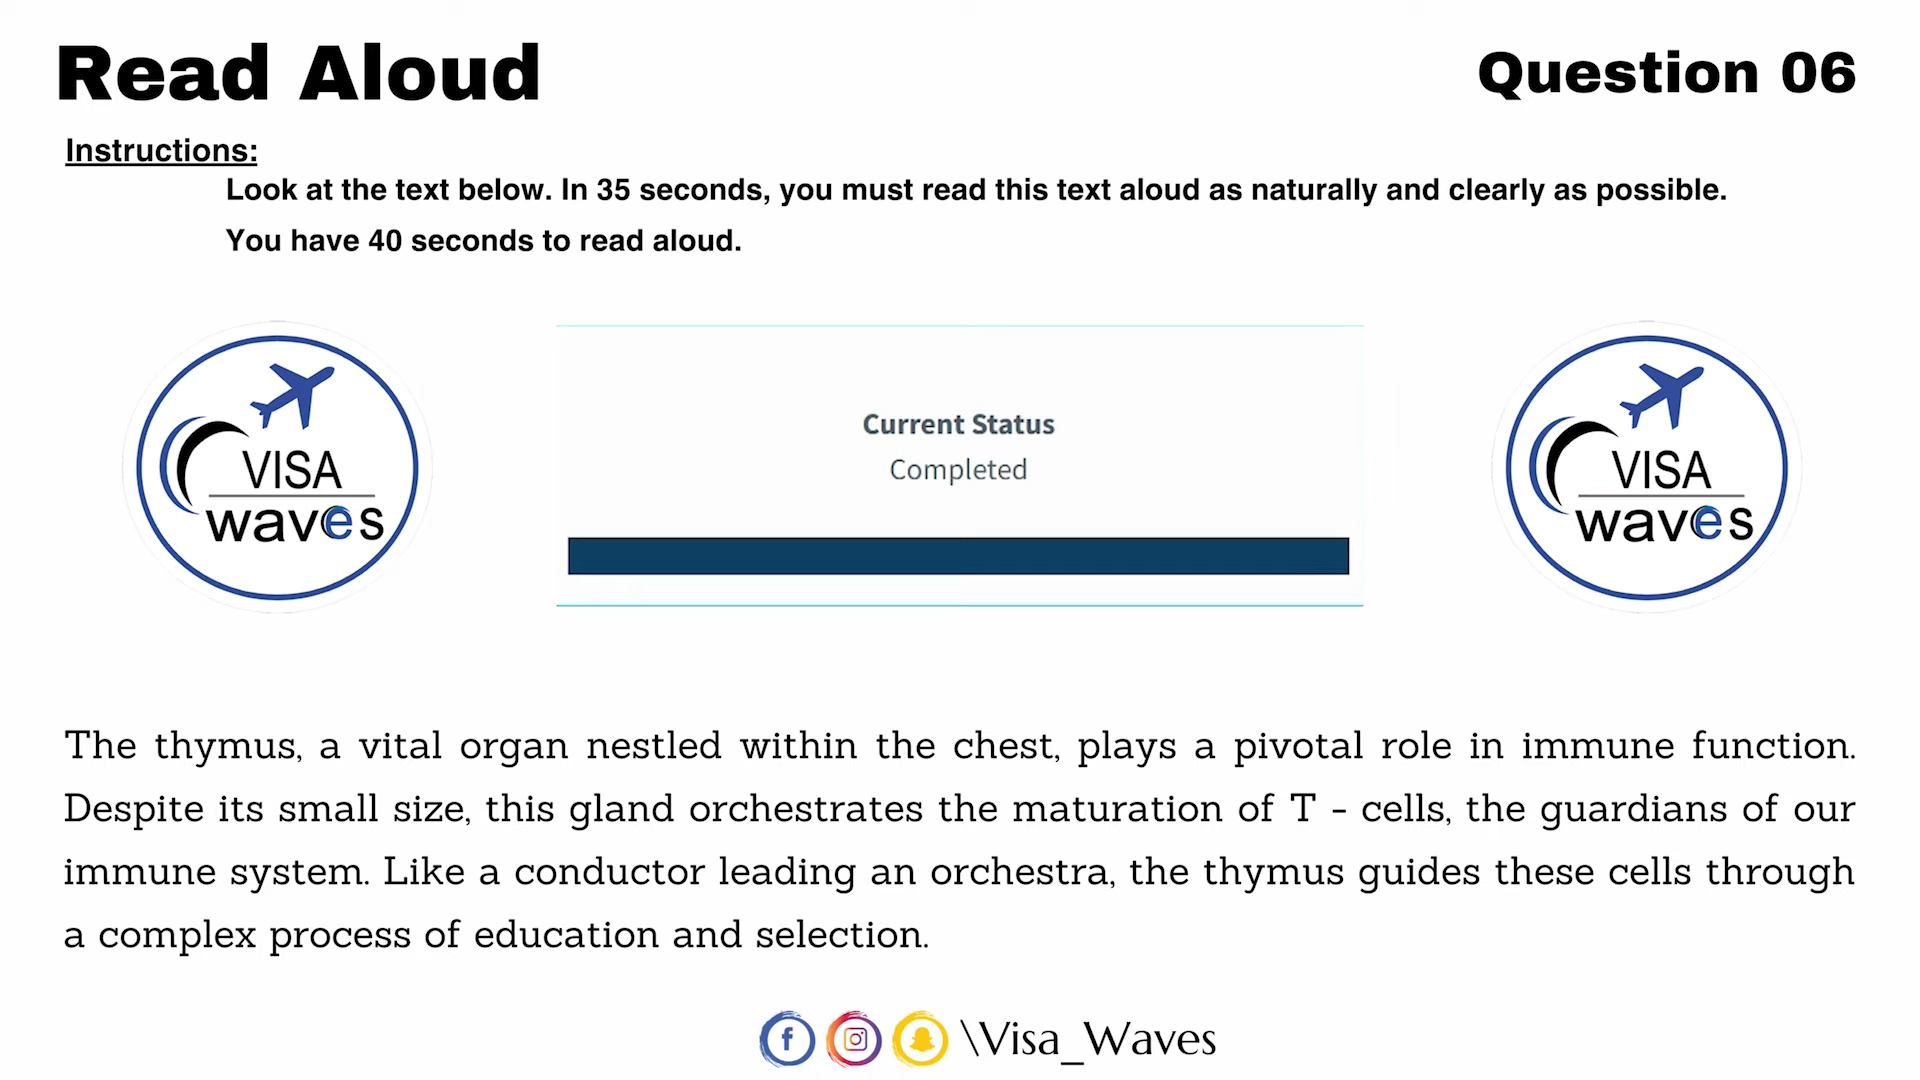 Read Aloud
Question 06
Instructions:
Look at the text below. In 35 seconds, you must read this text aloud as naturally and clearly as possible.
You have 40 seconds to read aloud.
VISA
waves
Current Status
Completed
VISA
waves
The thymus, a vital organ nestled within the chest, plays a pivotal role in immune function.
Despite its small size, this gland orchestrates the maturation of T - cells, the guardians of our
immune system. Like a conductor leading an orchestra, the thymus guides these cells through
a complex process of education and selection.
\Visa_Waves